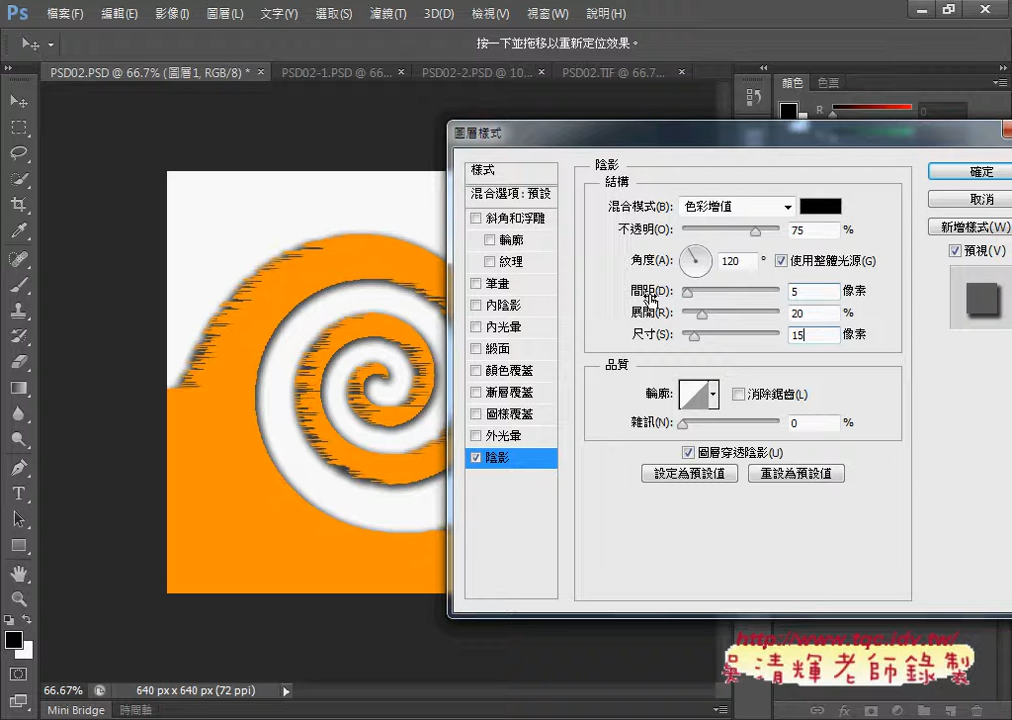 Ps 檔案(F) 編輯(E) 影像(I) 圖層(L) 文字(Y) 選取(S) 濾鏡(T) 3D(D) 檢視(V) 視窗(W) 說明(H)
按一下並拖移以重新定位效果。
PSD02.PSD @ 66.7% (圖層1, RGB/8) * × PSD02-1.PSD @ 66... × PSD02-2.PSD @ 10... × PSD02.TIF @ 66.7... ×
顏色 色票
R 0
圖層樣式
樣式
混合選項:預設
斜角和浮雕
輪廓
紋理
筆畫
內陰影
內光暈
緞面
顏色覆蓋
漸層覆蓋
圖樣覆蓋
外光暈
陰影
陰影
結構
混合模式(B): 色彩增值
不透明(O): 75 %
角度(A): 120 ° 使用整體光源(G)
間距(D): 5 像素
展開(R): 20 %
尺寸(S): 15 像素
品質
輪廓: 消除鋸齒(L)
雜訊(N): 0 %
圖層穿透陰影(U)
設定為預設值 重設為預設值
確定
取消
新增樣式(W)
預視(V)
http://www.tqc.idv.tw/
吳清輝老師錄製
66.67% 640 px x 640 px (72 ppi)
Mini Bridge 時間軸
fx